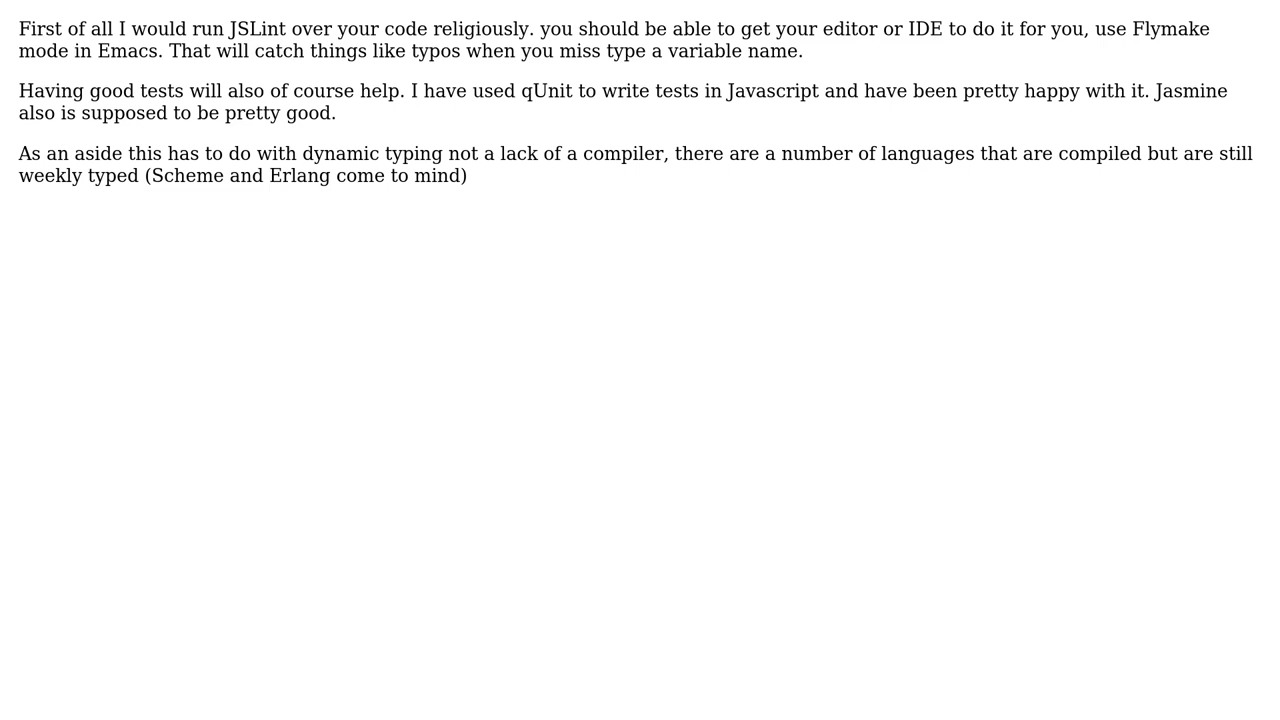 First of all I would run JSLint over your code religiously. you should be able to get your editor or IDE to do it for you, use Flymake
mode in Emacs. That will catch things like typos when you miss type a variable name.
Having good tests will also of course help. I have used qUnit to write tests in Javascript and have been pretty happy with it. Jasmine
also is supposed to be pretty good.
As an aside this has to do with dynamic typing not a lack of a compiler, there are a number of languages that are compiled but are still
weekly typed (Scheme and Erlang come to mind)